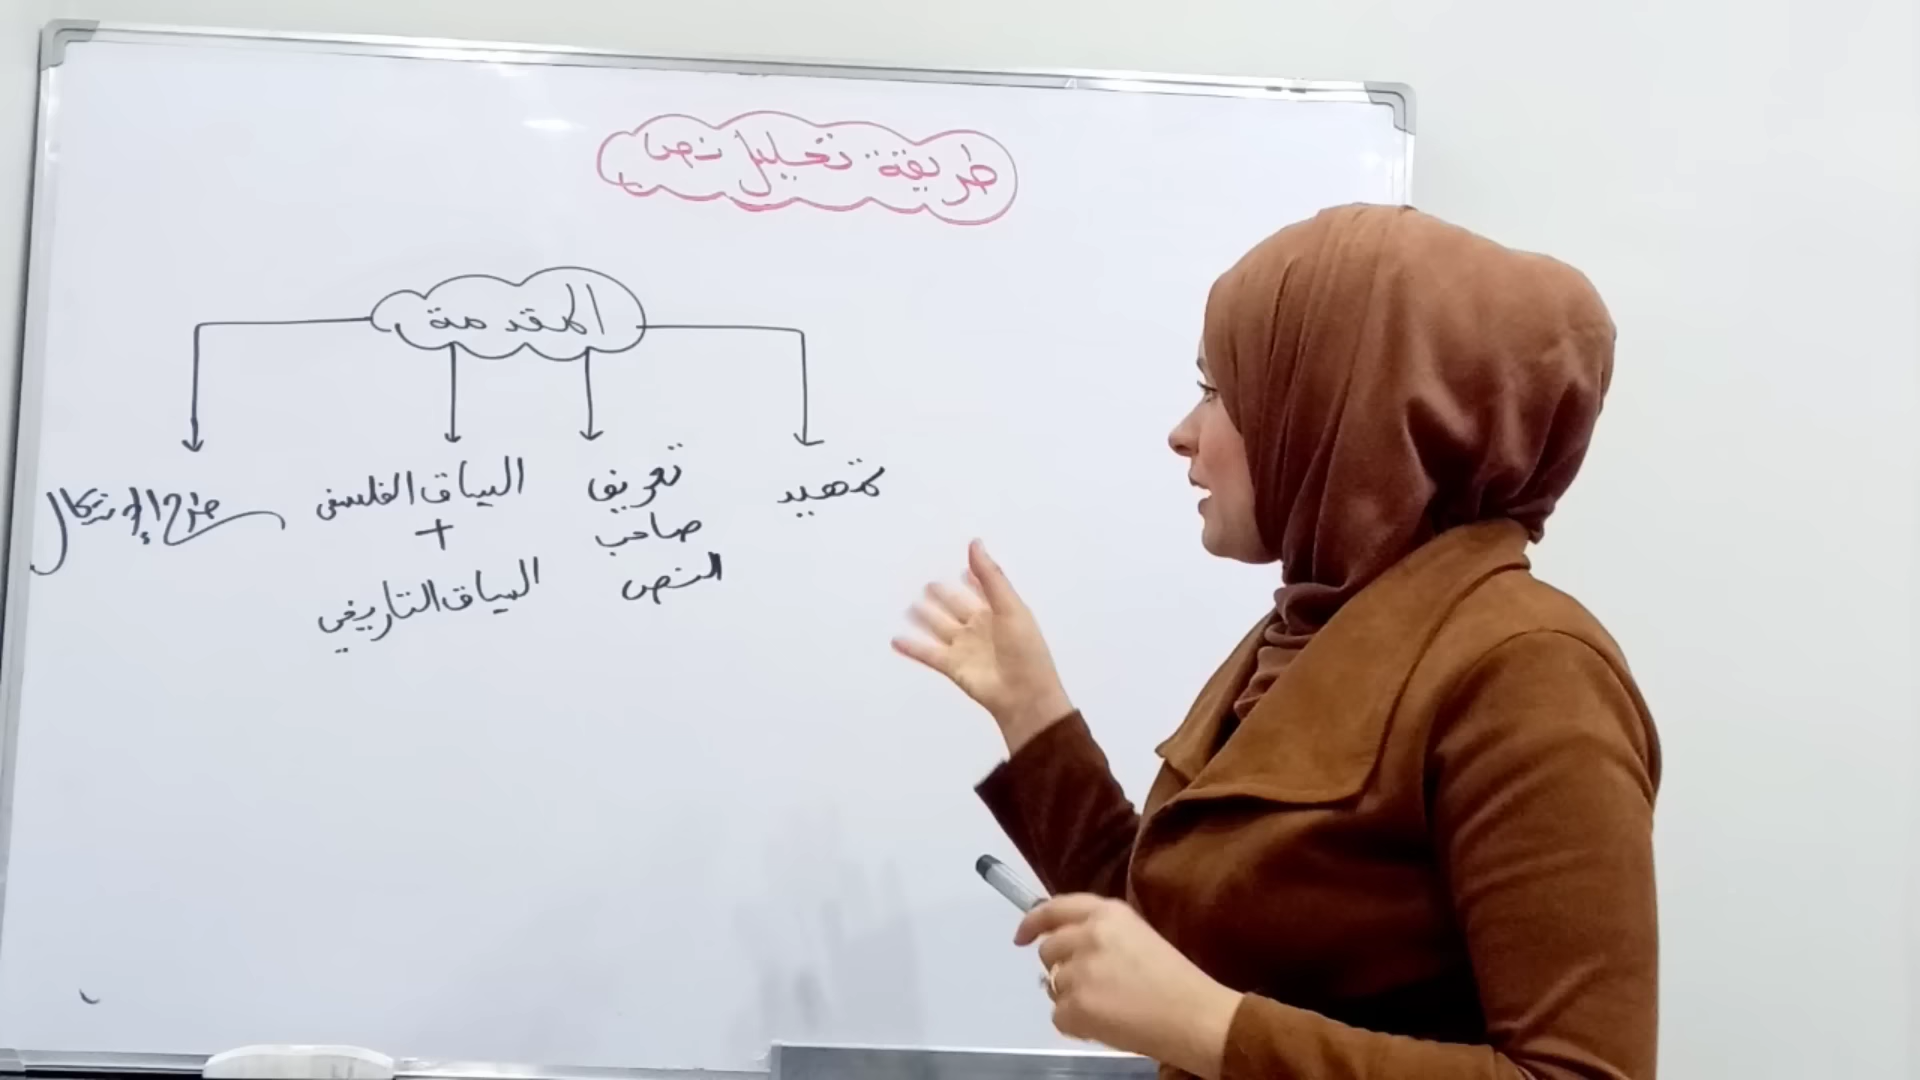 طريقة تحليل نص
المقدمة
تمهيد
تعريف
صاحب
النص
السياق الفلسفي
+
السياق التاريخي
طرح الإشكال